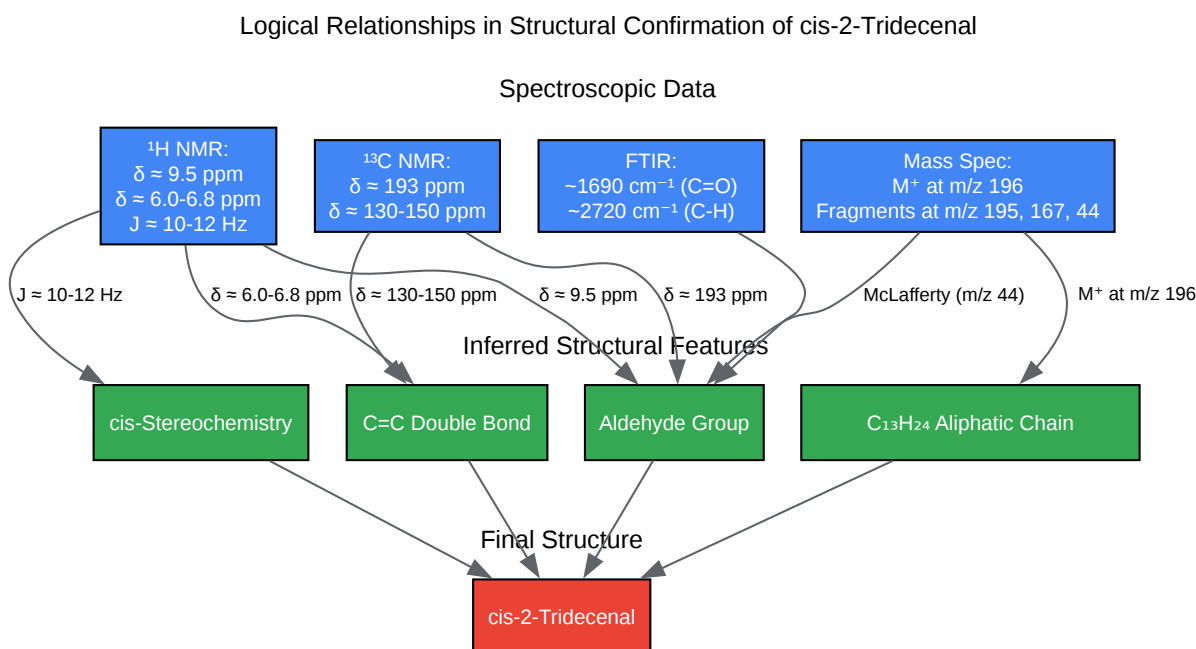 Logical Relationships in Structural Confirmation of cis-2-Tridecenal
Spectroscopic Data
¹H NMR:
δ ≈ 9.5 ppm
δ ≈ 6.0-6.8 ppm
J ≈ 10-12 Hz
¹³C NMR:
δ ≈ 193 ppm
δ ≈ 130-150 ppm
FTIR:
~1690 cm⁻¹ (C=O)
~2720 cm⁻¹ (C-H)
Mass Spec:
M⁺ at m/z 196
Fragments at m/z 195, 167, 44
J ≈ 10-12 Hz
δ ≈ 6.0-6.8 ppm
δ ≈ 130-150 ppm
δ ≈ 9.5 ppm
δ ≈ 193 ppm
McLafferty (m/z 44)
M⁺ at m/z 196
Inferred Structural Features
cis-Stereochemistry
C=C Double Bond
Aldehyde Group
C₁₃H₂₄ Aliphatic Chain
Final Structure
cis-2-Tridecenal